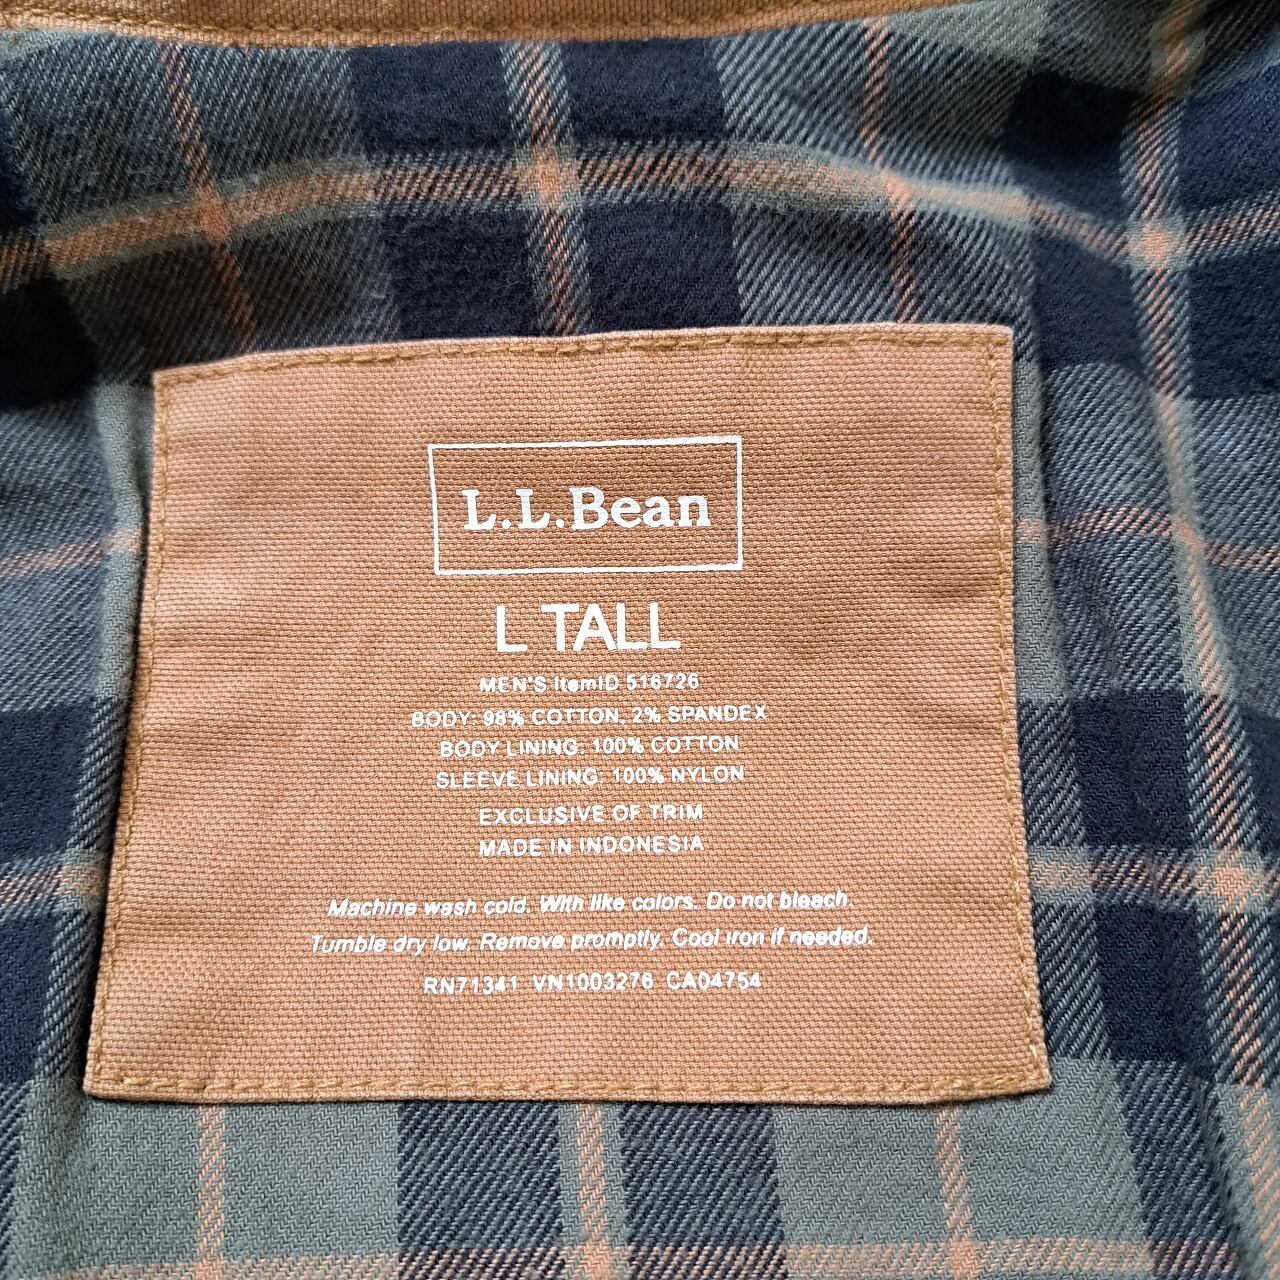 L.L.Bean
L TALL
MEN'S ItemID 516726
BODY: 98% COTTON, 2% SPANDEX
BODY LINING: 100% COTTON
SLEEVE LINING: 100% NYLON
EXCLUSIVE OF TRIM
MADE IN INDONESIA
Machine wash cold. With like colors. Do not bleach
Tumble dry low. Remove promptly. Cool iron if needed.
RN71341 VN1003276 CA04754